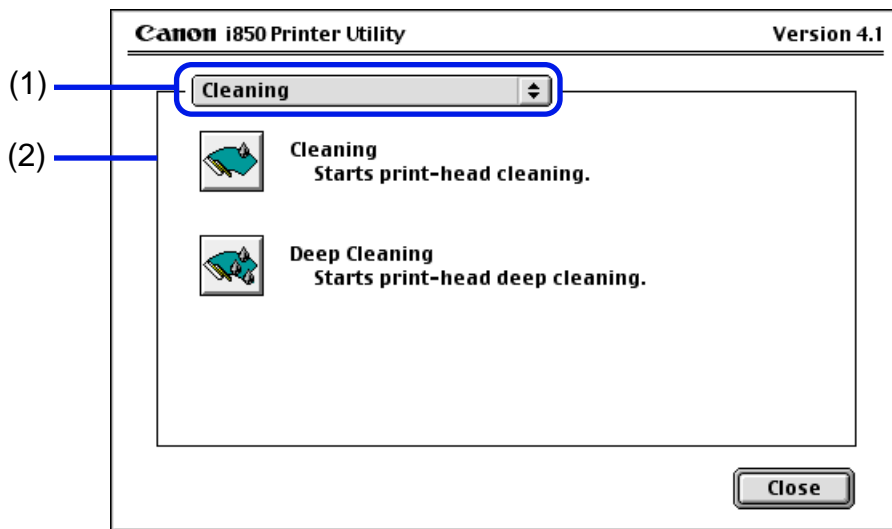 Canon i850 Printer Utility Version 4.1
(1) Cleaning
(2)
Cleaning
Starts print-head cleaning.
Deep Cleaning
Starts print-head deep cleaning.
Close